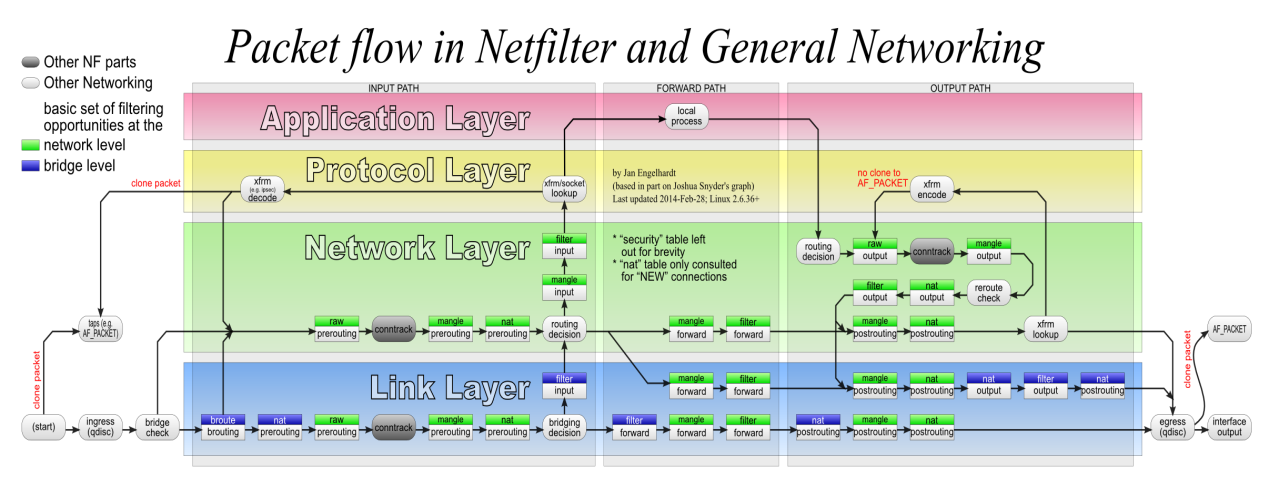 Packet flow in Netfilter and General Networking
Other NF parts
Other Networking
basic set of filtering
opportunities at the
network level
bridge level
INPUT PATH
FORWARD PATH
OUTPUT PATH
Application Layer
local
process
Protocol Layer
clone packet
xfrm
(e.g. ipsec)
decode
xfrm/socket
lookup
by Jan Engelhardt
(based in part on Joshua Snyder's graph)
Last updated 2014-Feb-28; Linux 2.6.36+
no clone to
AF_PACKET
xfrm
encode
Network Layer
filter
input
mangle
input
* “security” table left
out for brevity
* “nat” table only consulted
for “NEW” connections
routing
decision
raw
output
conntrack
mangle
output
filter
output
nat
output
reroute
check
taps (e.g.
AF_PACKET)
raw
prerouting
conntrack
mangle
prerouting
nat
prerouting
routing
decision
mangle
forward
filter
forward
mangle
postrouting
nat
postrouting
xfrm
lookup
AF_PACKET
clone packet
clone packet
Link Layer
filter
input
mangle
forward
filter
forward
mangle
postrouting
nat
postrouting
nat
output
filter
output
nat
postrouting
(start)
ingress
(qdisc)
bridge
check
broute
brouting
nat
prerouting
raw
prerouting
conntrack
mangle
prerouting
nat
prerouting
bridging
decision
filter
forward
mangle
forward
filter
forward
nat
postrouting
mangle
postrouting
nat
postrouting
egress
(qdisc)
interface
output